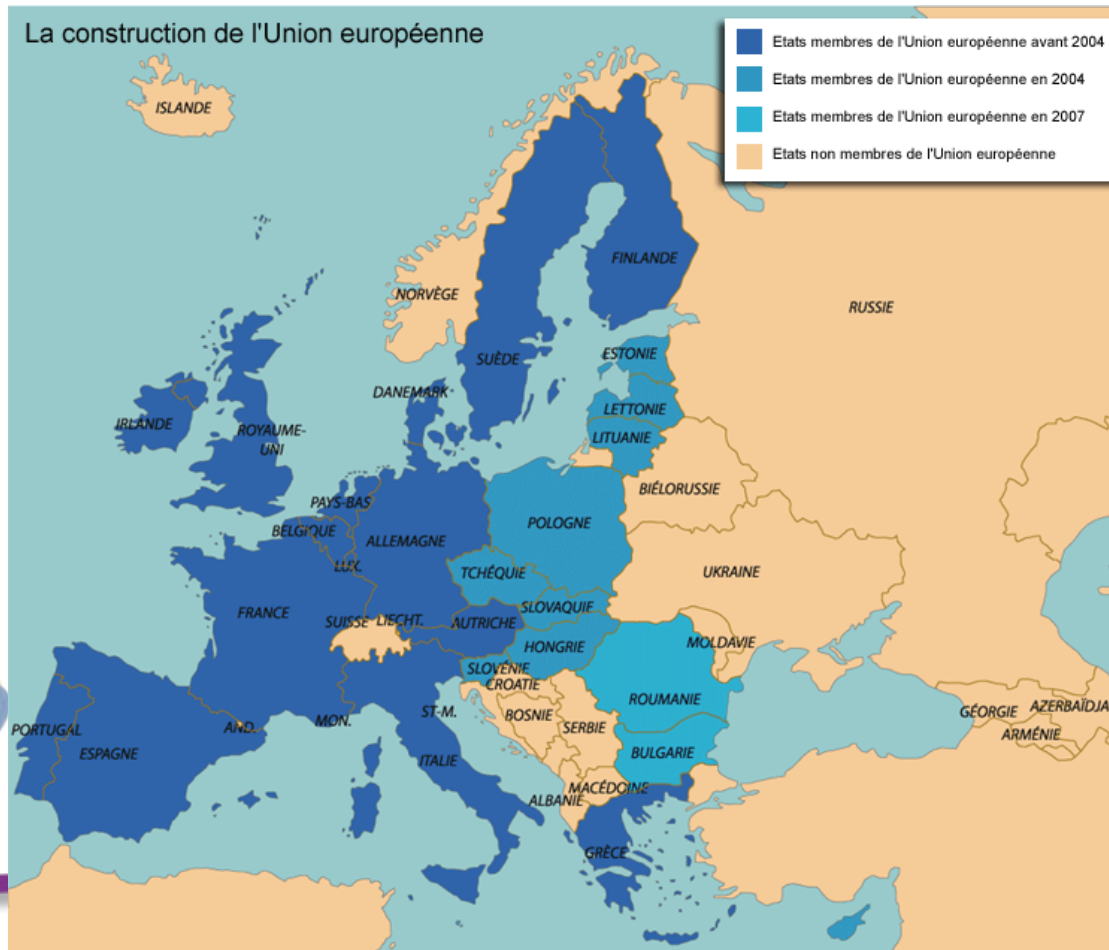 La construction de l'Union européenne
Etats membres de l'Union européenne avant 2004
Etats membres de l'Union européenne en 2004
Etats membres de l'Union européenne en 2007
Etats non membres de l'Union européenne
ISLANDE
NORVÈGE
FINLANDE
RUSSIE
SUÈDE
ESTONIE
DANEMARK
LETTONIE
IRLANDE
ROYAUME-
UNI
LITUANIE
BIÉLORUSSIE
PAYS-BAS
POLOGNE
BELGIQUE
ALLEMAGNE
LUX.
TCHÉQUIE
UKRAINE
FRANCE
SLOVAQUIE
SUISSE
LIECHT.
AUTRICHE
HONGRIE
MOLDAVIE
SLOVÉNIE
CROATIE
ROUMANIE
ST-M.
BOSNIE
SERBIE
GÉORGIE
AZERBAÏDJA
PORTUGAL
AND.
MON.
ARMÉNIE
ESPAGNE
ITALIE
BULGARIE
MACÉDOINE
ALBANIE
GRÈCE